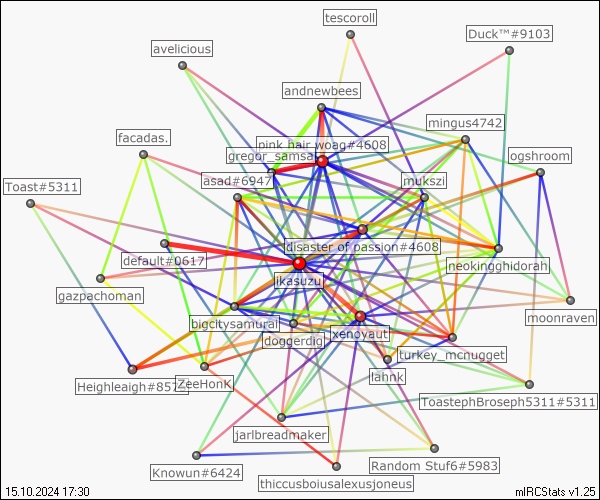 tescoroll
Duck™#9103
avelicious
andnewbees
mingus4742
facadas.
pink hair woag#4608
gregor_samsa
ogshroom
asad#6947
mukszi
Toast#5311
disaster of passion#4608
default#0617
neokingghidorah
jikasuzu
gazpachoman
moonraven
bigcitysamurai
xenoyaut
doggerdig
turkey_mcnugget
lahnk
Heighleigh#857
ZeeHonK
ToastephBroseph5311#5311
jarlbreadmaker
Knowun#6424
Random Stuf6#5983
thiccusboiusalexusjoneus
15.10.2024 17:30
mIRCStats v1.25